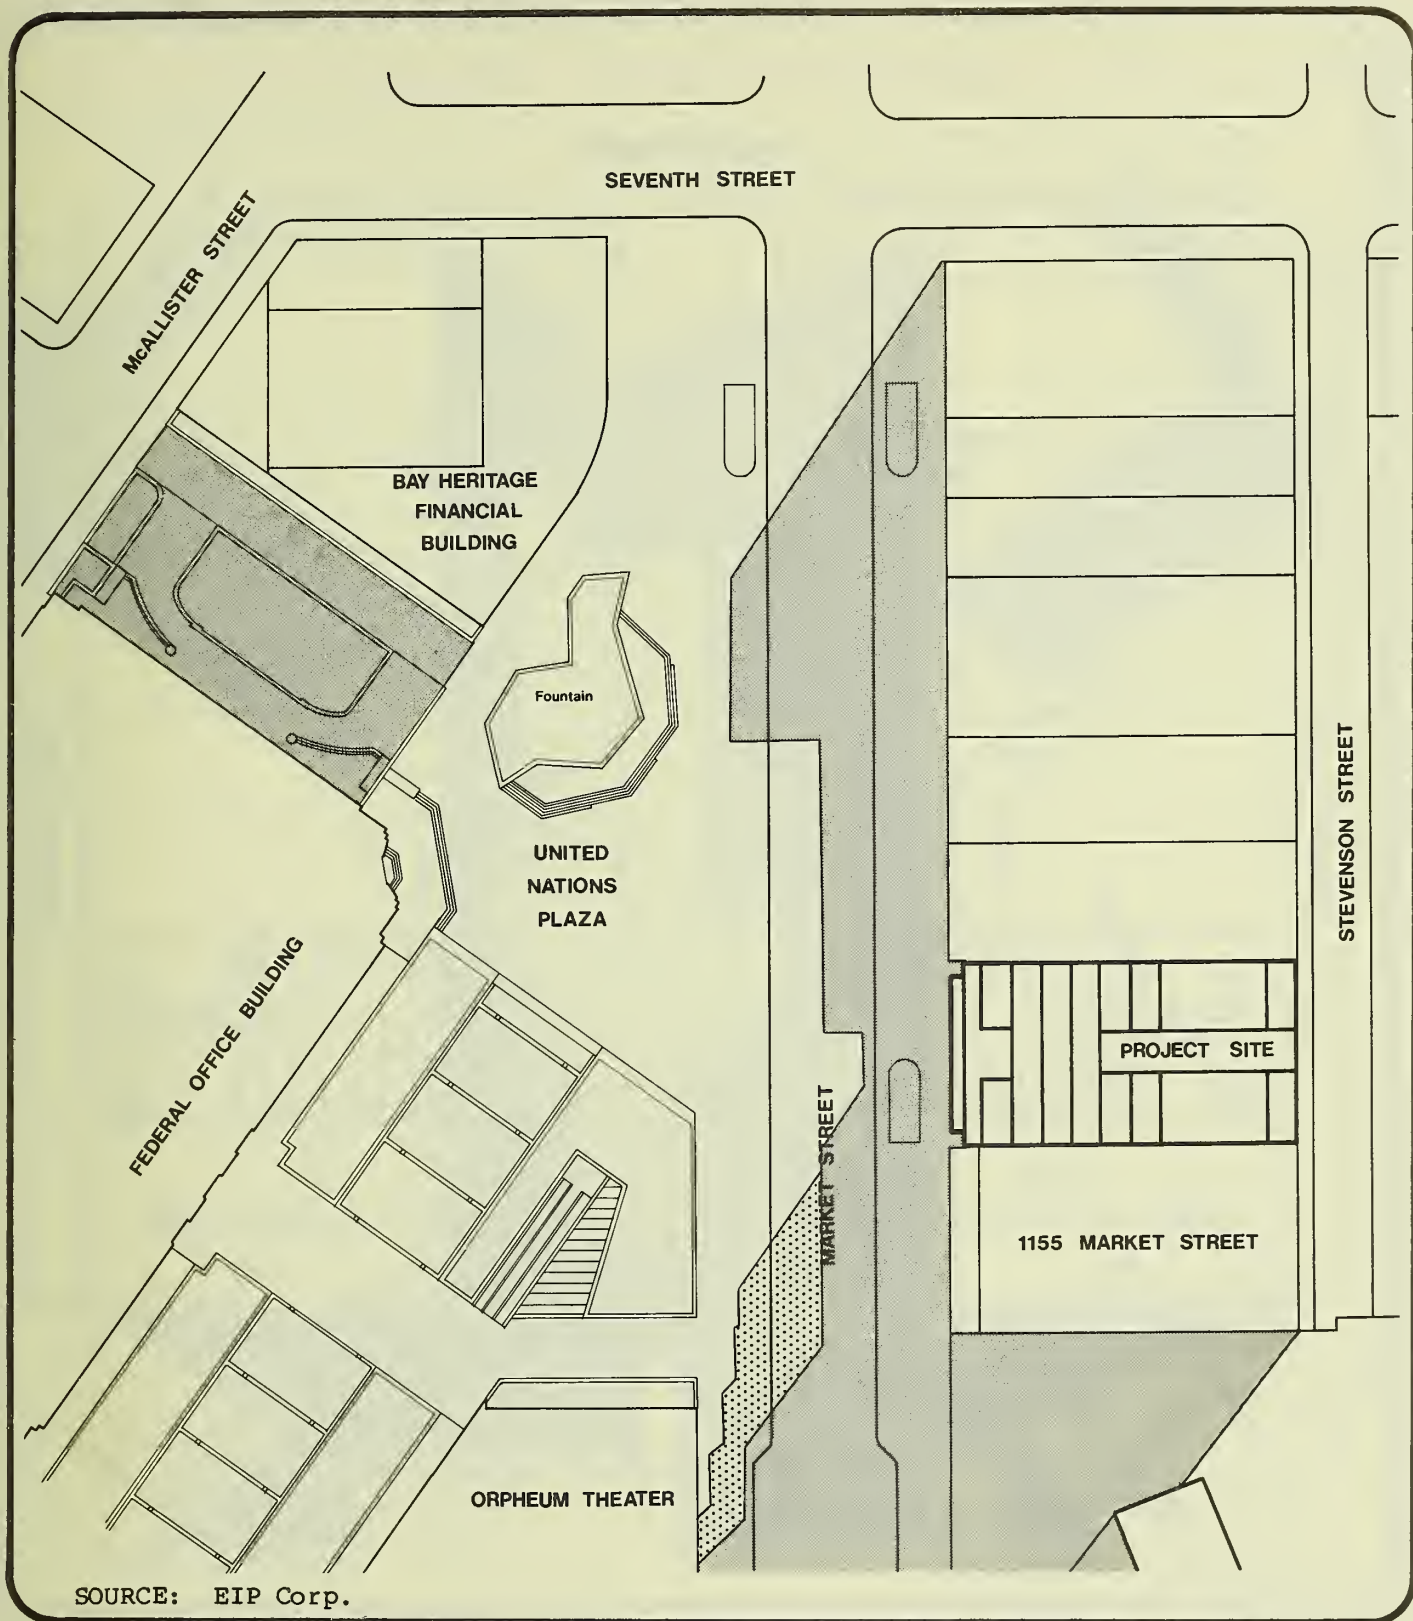 SEVENTH STREET
McALLISTER STREET
BAY HERITAGE
FINANCIAL
BUILDING
Fountain
UNITED
NATIONS
PLAZA
STEVENSON STREET
FEDERAL OFFICE BUILDING
PROJECT SITE
MARKET STREET
1155 MARKET STREET
ORPHEUM THEATER
SOURCE: EIP Corp.